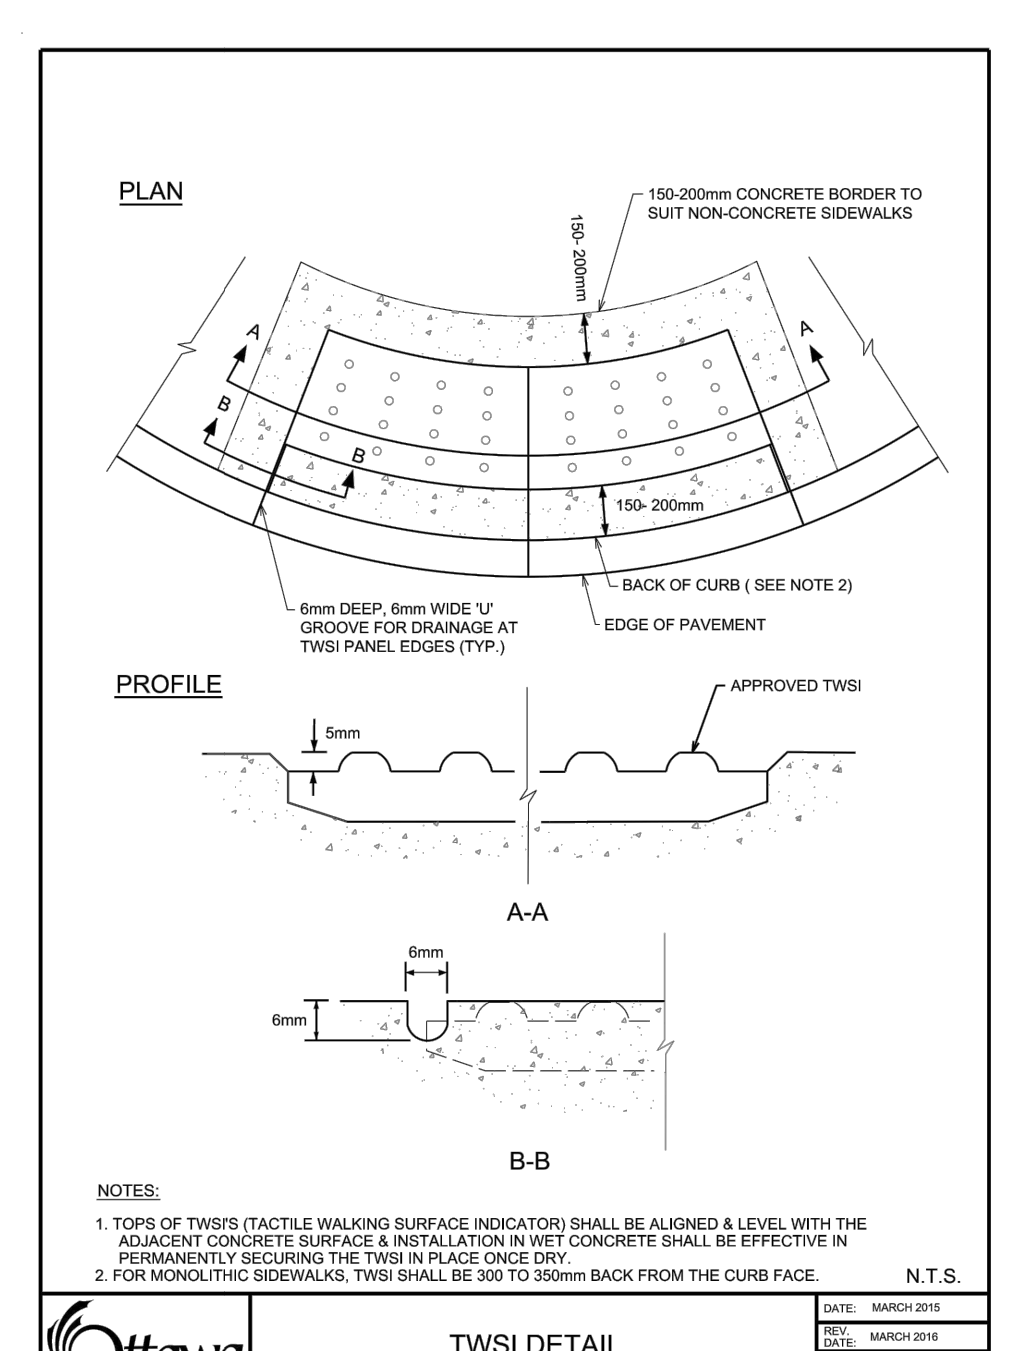 PLAN
150-200mm CONCRETE BORDER TO
SUIT NON-CONCRETE SIDEWALKS
150- 200mm
A
A
B
B
150- 200mm
BACK OF CURB ( SEE NOTE 2)
6mm DEEP, 6mm WIDE 'U'
GROOVE FOR DRAINAGE AT
TWSI PANEL EDGES (TYP.)
EDGE OF PAVEMENT
PROFILE
APPROVED TWSI
5mm
A-A
6mm
6mm
B-B
NOTES:
1. TOPS OF TWSI'S (TACTILE WALKING SURFACE INDICATOR) SHALL BE ALIGNED & LEVEL WITH THE
ADJACENT CONCRETE SURFACE & INSTALLATION IN WET CONCRETE SHALL BE EFFECTIVE IN
PERMANENTLY SECURING THE TWSI IN PLACE ONCE DRY.
2. FOR MONOLITHIC SIDEWALKS, TWSI SHALL BE 300 TO 350mm BACK FROM THE CURB FACE.
N.T.S.
Ottawa
TWSI DETAIL
DATE: MARCH 2015
REV.
DATE: MARCH 2016